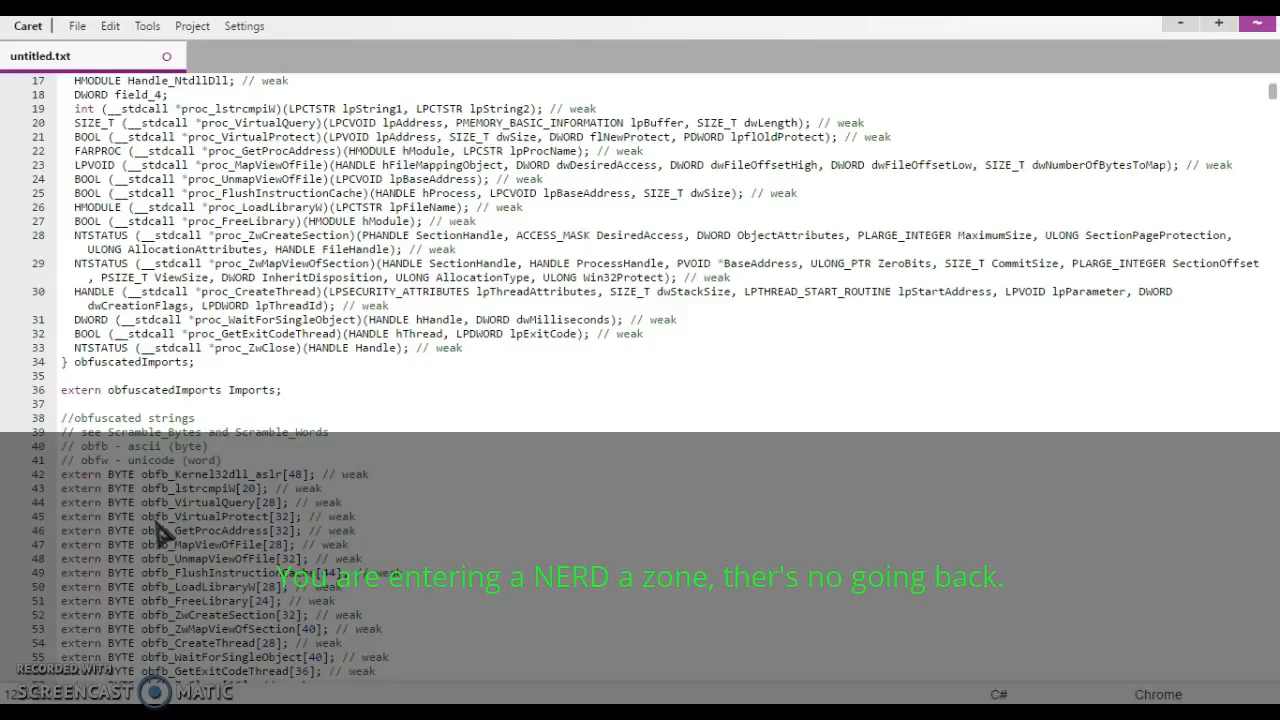 Caret | File Edit Tools Project Settings - + ~
untitled.txt
17 HMODULE Handle_NtdllDll; // weak
18 DWORD field_4;
19 int (__stdcall *proc_lstrcmpiW)(LPCTSTR lpString1, LPCTSTR lpString2); // weak
20 SIZE_T (__stdcall *proc_VirtualQuery)(LPCVOID lpAddress, PMEMORY_BASIC_INFORMATION lpBuffer, SIZE_T dwLength); // weak
21 BOOL (__stdcall *proc_VirtualProtect)(LPVOID lpAddress, SIZE_T dwSize, DWORD flNewProtect, PDWORD lpflOldProtect); // weak
22 FARPROC (__stdcall *proc_GetProcAddress)(HMODULE hModule, LPCSTR lpProcName); // weak
23 LPVOID (__stdcall *proc_MapViewOfFile)(HANDLE hFileMappingObject, DWORD dwDesiredAccess, DWORD dwFileOffsetHigh, DWORD dwFileOffsetLow, SIZE_T dwNumberOfBytesToMap); // weak
24 BOOL (__stdcall *proc_UnmapViewOfFile)(LPCVOID lpBaseAddress); // weak
25 BOOL (__stdcall *proc_FlushInstructionCache)(HANDLE hProcess, LPCVOID lpBaseAddress, SIZE_T dwSize); // weak
26 HMODULE (__stdcall *proc_LoadLibraryW)(LPCTSTR lpFileName); // weak
27 BOOL (__stdcall *proc_FreeLibrary)(HMODULE hModule); // weak
28 NTSTATUS (__stdcall *proc_ZwCreateSection)(PHANDLE SectionHandle, ACCESS_MASK DesiredAccess, DWORD ObjectAttributes, PLARGE_INTEGER MaximumSize, ULONG SectionPageProtection,
ULONG AllocationAttributes, HANDLE FileHandle); // weak
29 NTSTATUS (__stdcall *proc_ZwMapViewOfSection)(HANDLE SectionHandle, HANDLE ProcessHandle, PVOID *BaseAddress, ULONG_PTR ZeroBits, SIZE_T CommitSize, PLARGE_INTEGER SectionOffset
, PSIZE_T ViewSize, DWORD InheritDisposition, ULONG AllocationType, ULONG Win32Protect); // weak
30 HANDLE (__stdcall *proc_CreateThread)(LPSECURITY_ATTRIBUTES lpThreadAttributes, SIZE_T dwStackSize, LPTHREAD_START_ROUTINE lpStartAddress, LPVOID lpParameter, DWORD
dwCreationFlags, LPDWORD lpThreadId); // weak
31 DWORD (__stdcall *proc_WaitForSingleObject)(HANDLE hHandle, DWORD dwMilliseconds); // weak
32 BOOL (__stdcall *proc_GetExitCodeThread)(HANDLE hThread, LPDWORD lpExitCode); // weak
33 NTSTATUS (__stdcall *proc_ZwClose)(HANDLE Handle); // weak
34 } obfuscatedImports;
35
36 extern obfuscatedImports Imports;
37
38 //obfuscated strings
39 // see Scramble_Bytes and Scramble_Words
40 // obfb - ascii (byte)
41 // obfw - unicode (word)
42 extern BYTE obfb_Kernel32dll_aslr[48]; // weak
43 extern BYTE obfb_lstrcmpiW[20]; // weak
44 extern BYTE obfb_VirtualQuery[28]; // weak
45 extern BYTE obfb_VirtualProtect[32]; // weak
46 extern BYTE obfb_GetProcAddress[32]; // weak
47 extern BYTE obfb_MapViewOfFile[28]; // weak
48 extern BYTE obfb_UnmapViewOfFile[32]; // weak
49 extern BYTE obfb_FlushInstruction
You are entering a NERD a zone, ther's no going back.
50 extern BYTE obfb_LoadLibraryW[28]; // weak
51 extern BYTE obfb_FreeLibrary[24]; // weak
52 extern BYTE obfb_ZwCreateSection[32]; // weak
53 extern BYTE obfb_ZwMapViewOfSection[40]; // weak
54 extern BYTE obfb_CreateThread[28]; // weak
55 extern BYTE obfb_WaitForSingleObject[40]; // weak
extern BYTE obfb_GetExitCodeThread[36]; // weak
RECORDED WITH
SCREENCAST MATIC
C# Chrome